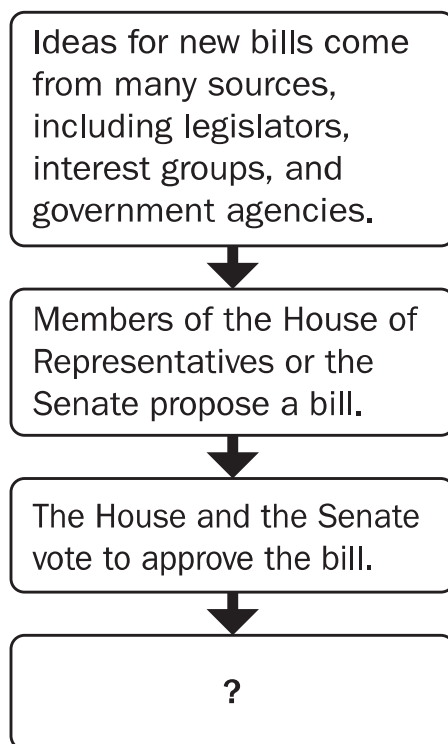 Ideas for new bills come
from many sources,
including legislators,
interest groups, and
government agencies.
Members of the House of
Representatives or the
Senate propose a bill.
The House and the Senate
vote to approve the bill.
?